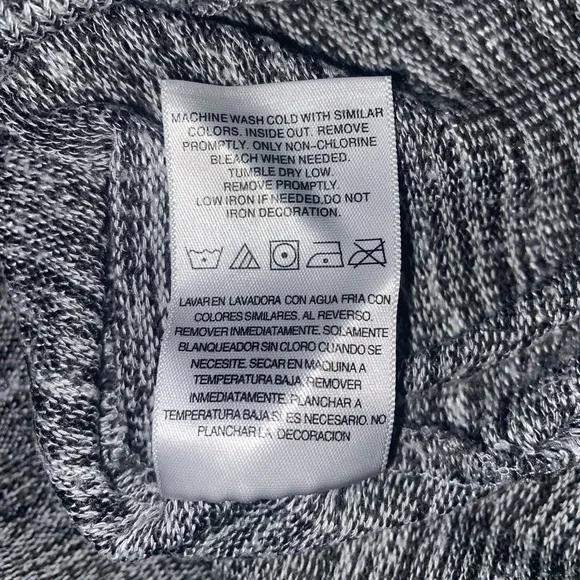 MACHINE WASH COLD WITH SIMILAR
COLORS. INSIDE OUT. REMOVE
PROMPTLY. ONLY NON-CHLORINE
BLEACH WHEN NEEDED.
TUMBLE DRY LOW.
REMOVE PROMPTLY.
LOW IRON IF NEEDED.DO NOT
IRON DECORATION.
LAVAR EN LAVADORA CON AGUA FRIA CON
COLORES SIMILARES. AL REVERSO.
REMOVER INMEDIATAMENTE. SOLAMENTE
BLANQUEADOR SIN CLORO CUANDO SE
NECESITE. SECAR EN MAQUINA A
TEMPERATURA BAJA. REMOVER
INMEDIATAMENTE. PLANCHAR A
TEMPERATURA BAJA SI ES NECESARIO. NO
PLANCHAR LA DECORACION